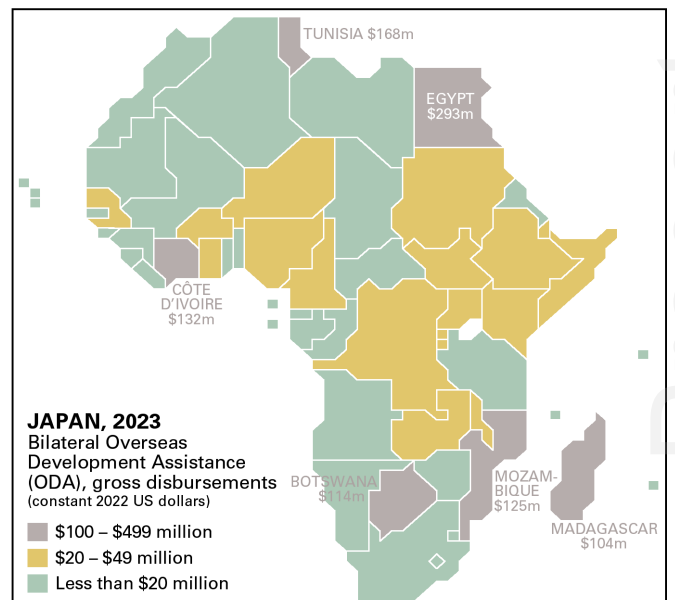 TUNISIA $168m
EGYPT
$293m
CÔTE
D'IVOIRE
$132m
JAPAN, 2023
Bilateral Overseas
Development Assistance
(ODA), gross disbursements
(constant 2022 US dollars)
BOTSWANA
$114m
MOZAM-
BIQUE
$125m
MADAGASCAR
$104m
$100 – $499 million
$20 – $49 million
Less than $20 million